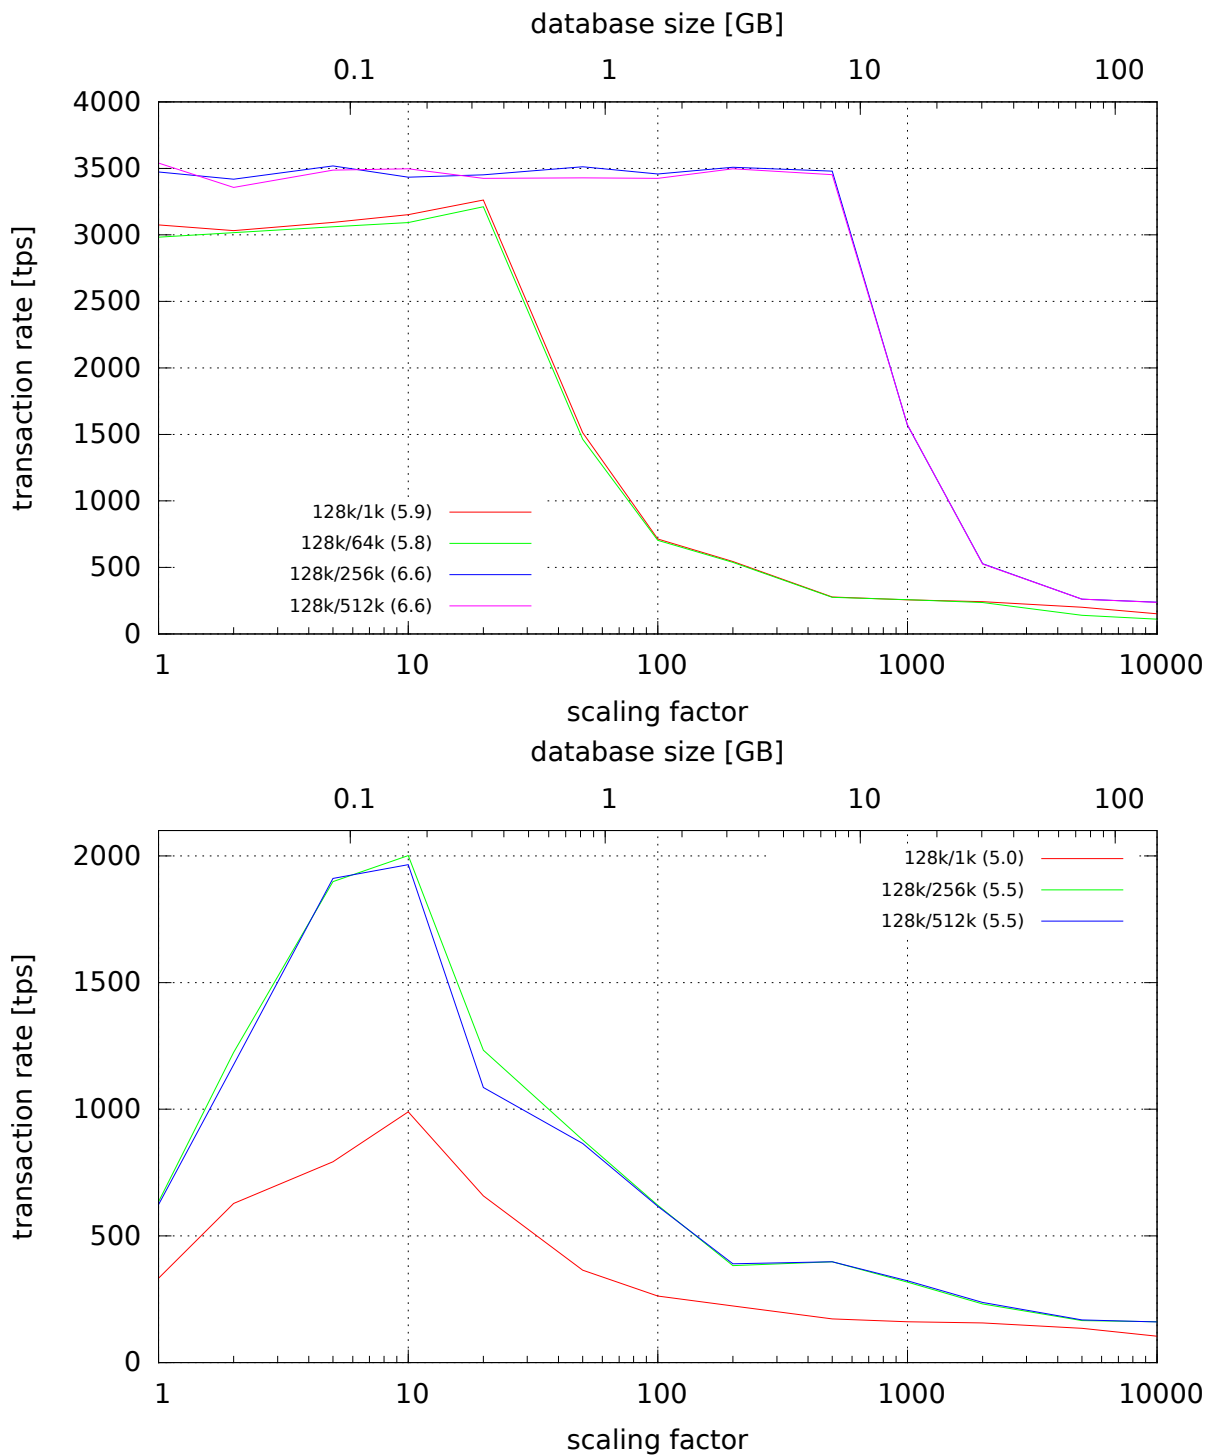 database size [GB]
0.1 1 10 100
4000
3500
3000
2500
2000
1500
1000
500
0
transaction rate [tps]
128k/1k (5.9)
128k/64k (5.8)
128k/256k (6.6)
128k/512k (6.6)
1 10 100 1000 10000
scaling factor
database size [GB]
0.1 1 10 100
2000
1500
1000
500
0
transaction rate [tps]
128k/1k (5.0)
128k/256k (5.5)
128k/512k (5.5)
1 10 100 1000 10000
scaling factor